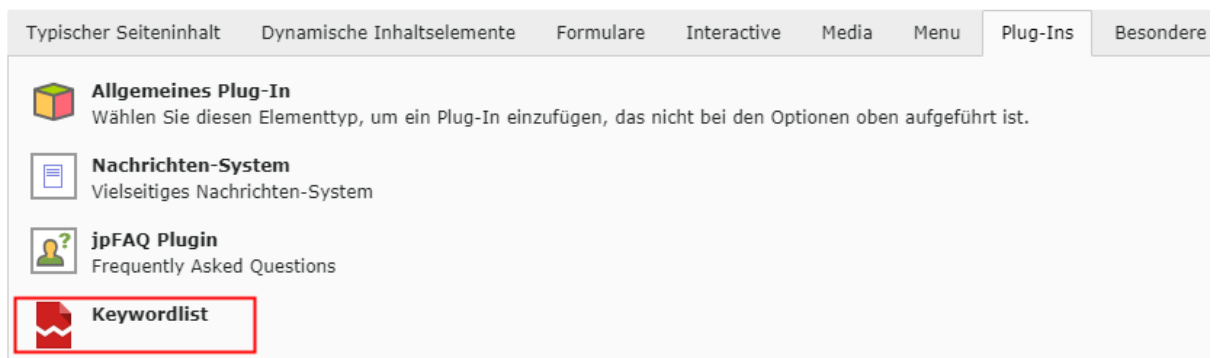 Typischer Seiteninhalt Dynamische Inhaltselemente Formulare Interactive Media Menu Plug-Ins Besondere
Allgemeines Plug-In
Wählen Sie diesen Elementtyp, um ein Plug-In einzufügen, das nicht bei den Optionen oben aufgeführt ist.
Nachrichten-System
Vielseitiges Nachrichten-System
jpFAQ Plugin
Frequently Asked Questions
Keywordlist